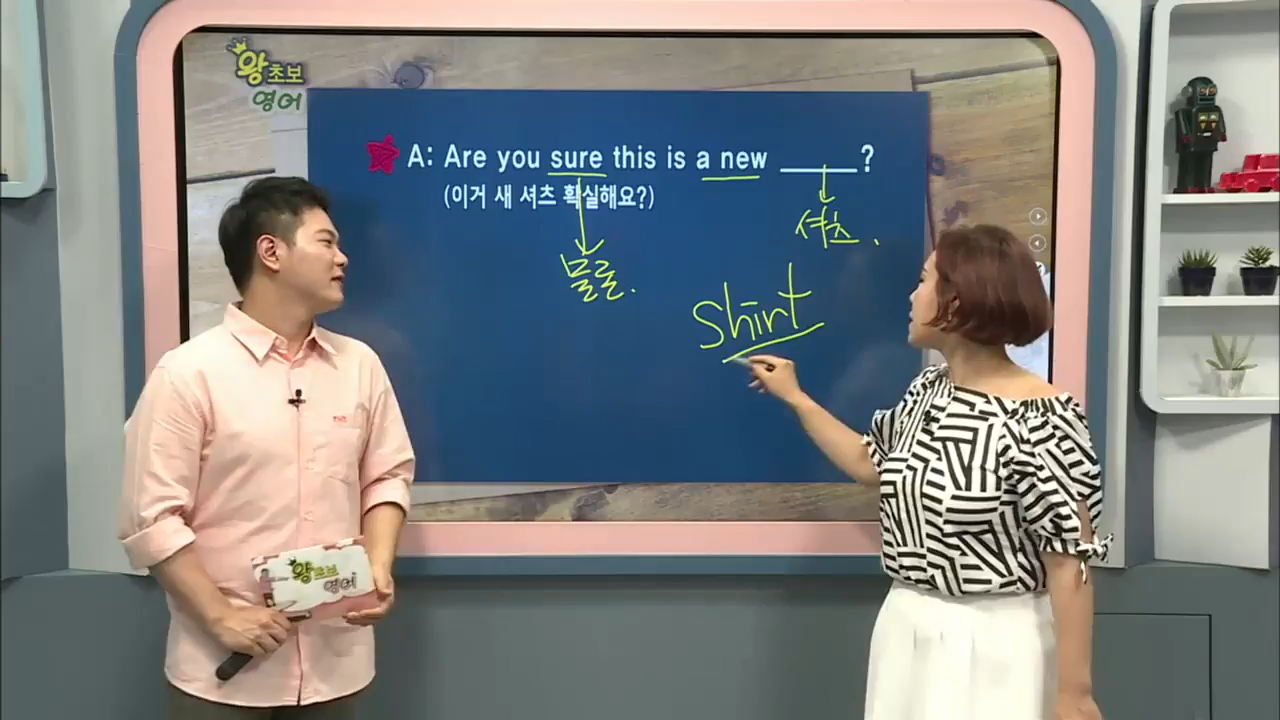 왕초보
영어
A: Are you sure this is a new ______?
(이거 새 셔츠 확실해요?)
셔츠.
물론.
Shirt
왕초보
영어